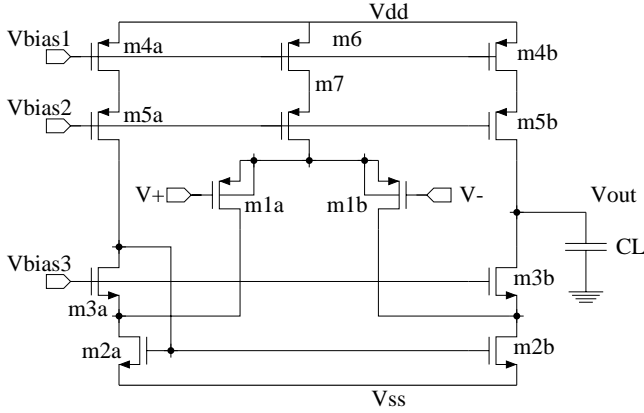 Vdd
Vbias1 m4a m6 m4b
m7
Vbias2 m5a m5b
V+ m1a m1b V- Vout
CL
Vbias3 m3a m3b
m2a m2b
Vss